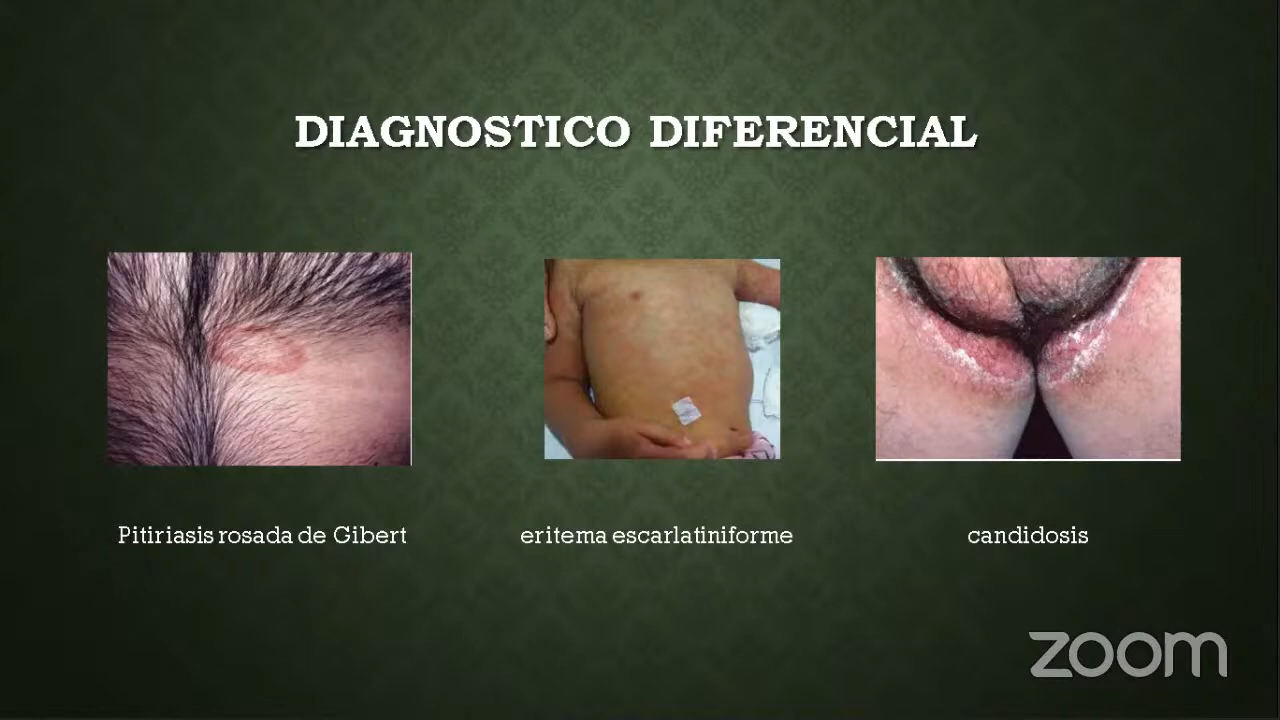 DIAGNOSTICO DIFERENCIAL
Pitiriasis rosada de Gibert
eritema escarlatiniforme
candidosis
zoom